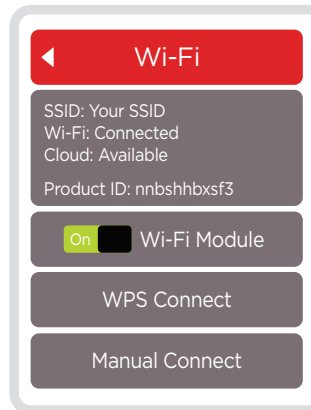 Wi-Fi
SSID: Your SSID
Wi-Fi: Connected
Cloud: Available
Product ID: nnbshhbxsf3
On Wi-Fi Module
WPS Connect
Manual Connect